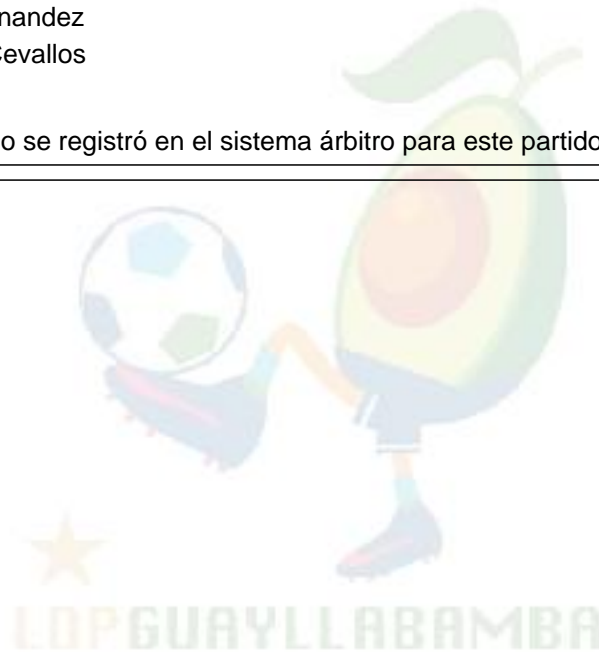 nandez
Cevallos
o se registró en el sistema árbitro para este partido
LDPGUAYLLABAMBA